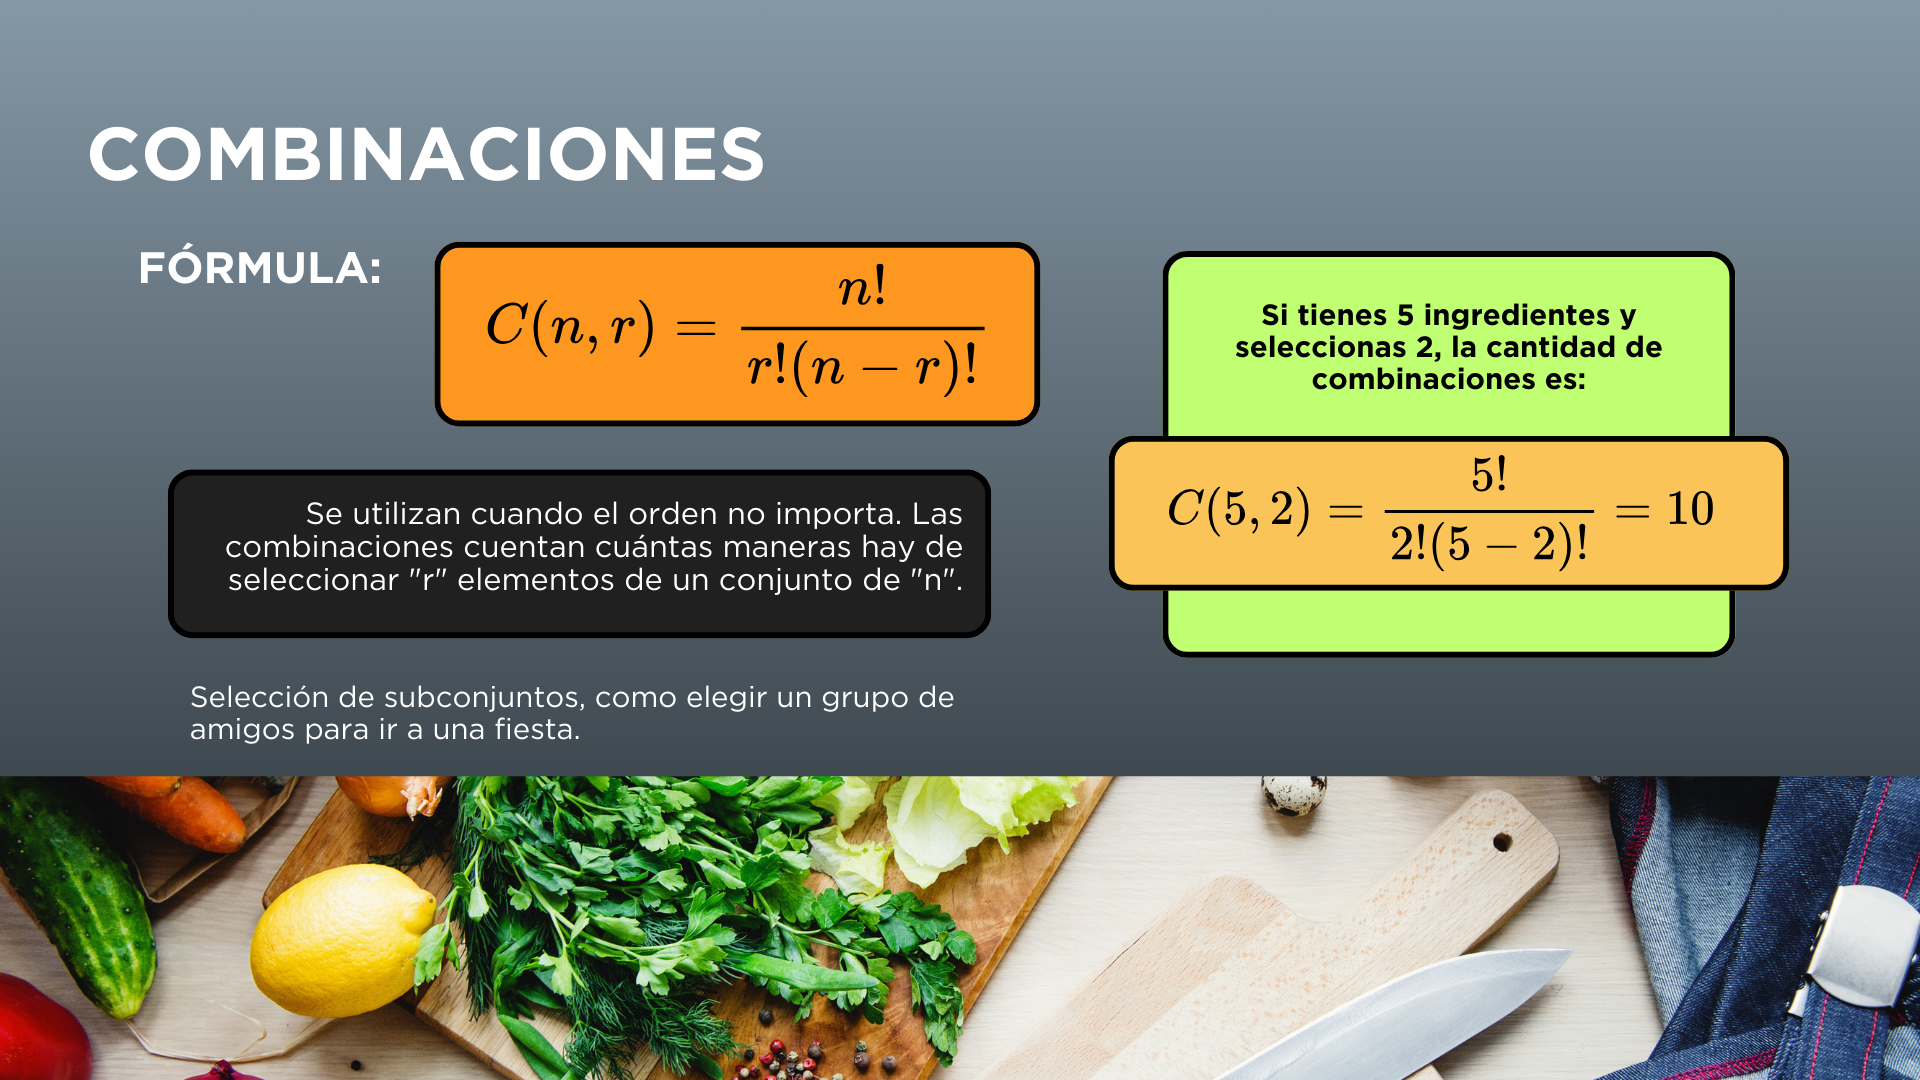 COMBINACIONES
FÓRMULA:
C(n, r) = n! / r!(n − r)!
Se utilizan cuando el orden no importa. Las
combinaciones cuentan cuántas maneras hay de
seleccionar "r" elementos de un conjunto de "n".
Selección de subconjuntos, como elegir un grupo de
amigos para ir a una fiesta.
Si tienes 5 ingredientes y
seleccionas 2, la cantidad de
combinaciones es:
C(5, 2) = 5! / 2!(5 − 2)! = 10